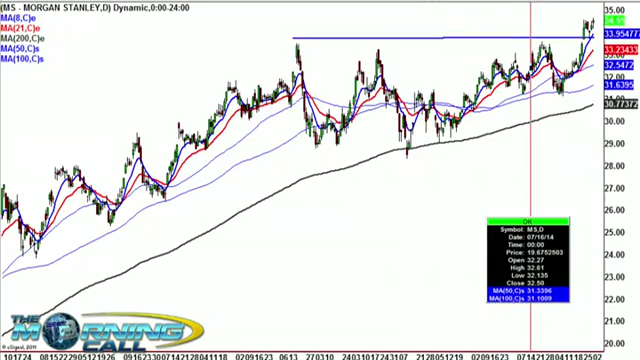 (MS - MORGAN STANLEY,D) Dynamic,0:00-24:00
MA(8,C)e
MA(21,C)e
MA(200,C)e
MA(50,C)s
MA(100,C)s
35.00
33.95477
33.23433
32.5472
31.6395
31.00
30.77372
30.00
29.00
28.00
27.00
26.00
25.00
24.00
23.00
22.00
21.00
20.00
OK
Symbol: MS,D
Date: 07/16/14
Time: 00:00
Price: 19.6752503
Open 32.27
High 32.61
Low 32.135
Close 32.50
MA(50,C)s 31.3396
MA(100,C)s 31.1009
THE MORNING CALL
© eSignal, 2011